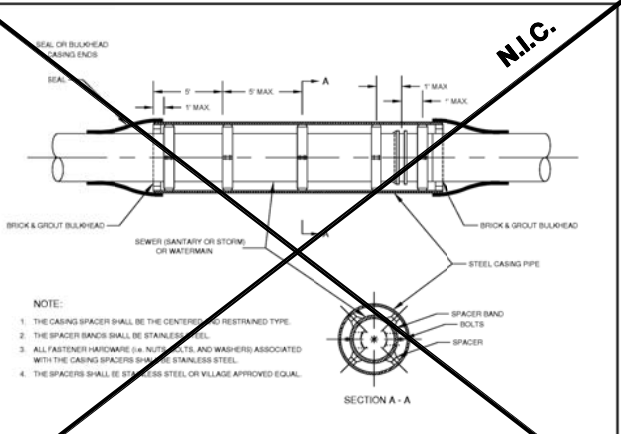 N.I.C.
SEAL OR BULKHEAD
CASING ENDS
SEAL
5'
5' MAX.
A
1' MAX
1' MAX.
1' MAX.
BRICK & GROUT BULKHEAD
SEWER (SANITARY OR STORM)
OR WATERMAIN
A
BRICK & GROUT BULKHEAD
STEEL CASING PIPE
NOTE:
1. THE CASING SPACER SHALL BE THE CENTERED AND RESTRAINED TYPE.
2. THE SPACER BANDS SHALL BE STAINLESS STEEL.
3. ALL FASTENER HARDWARE (i.e. NUTS, BOLTS, AND WASHERS) ASSOCIATED
WITH THE CASING SPACERS SHALL BE STAINLESS STEEL.
4. THE SPACERS SHALL BE STAINLESS STEEL OR VILLAGE APPROVED EQUAL.
SPACER BAND
BOLTS
SPACER
SECTION A - A